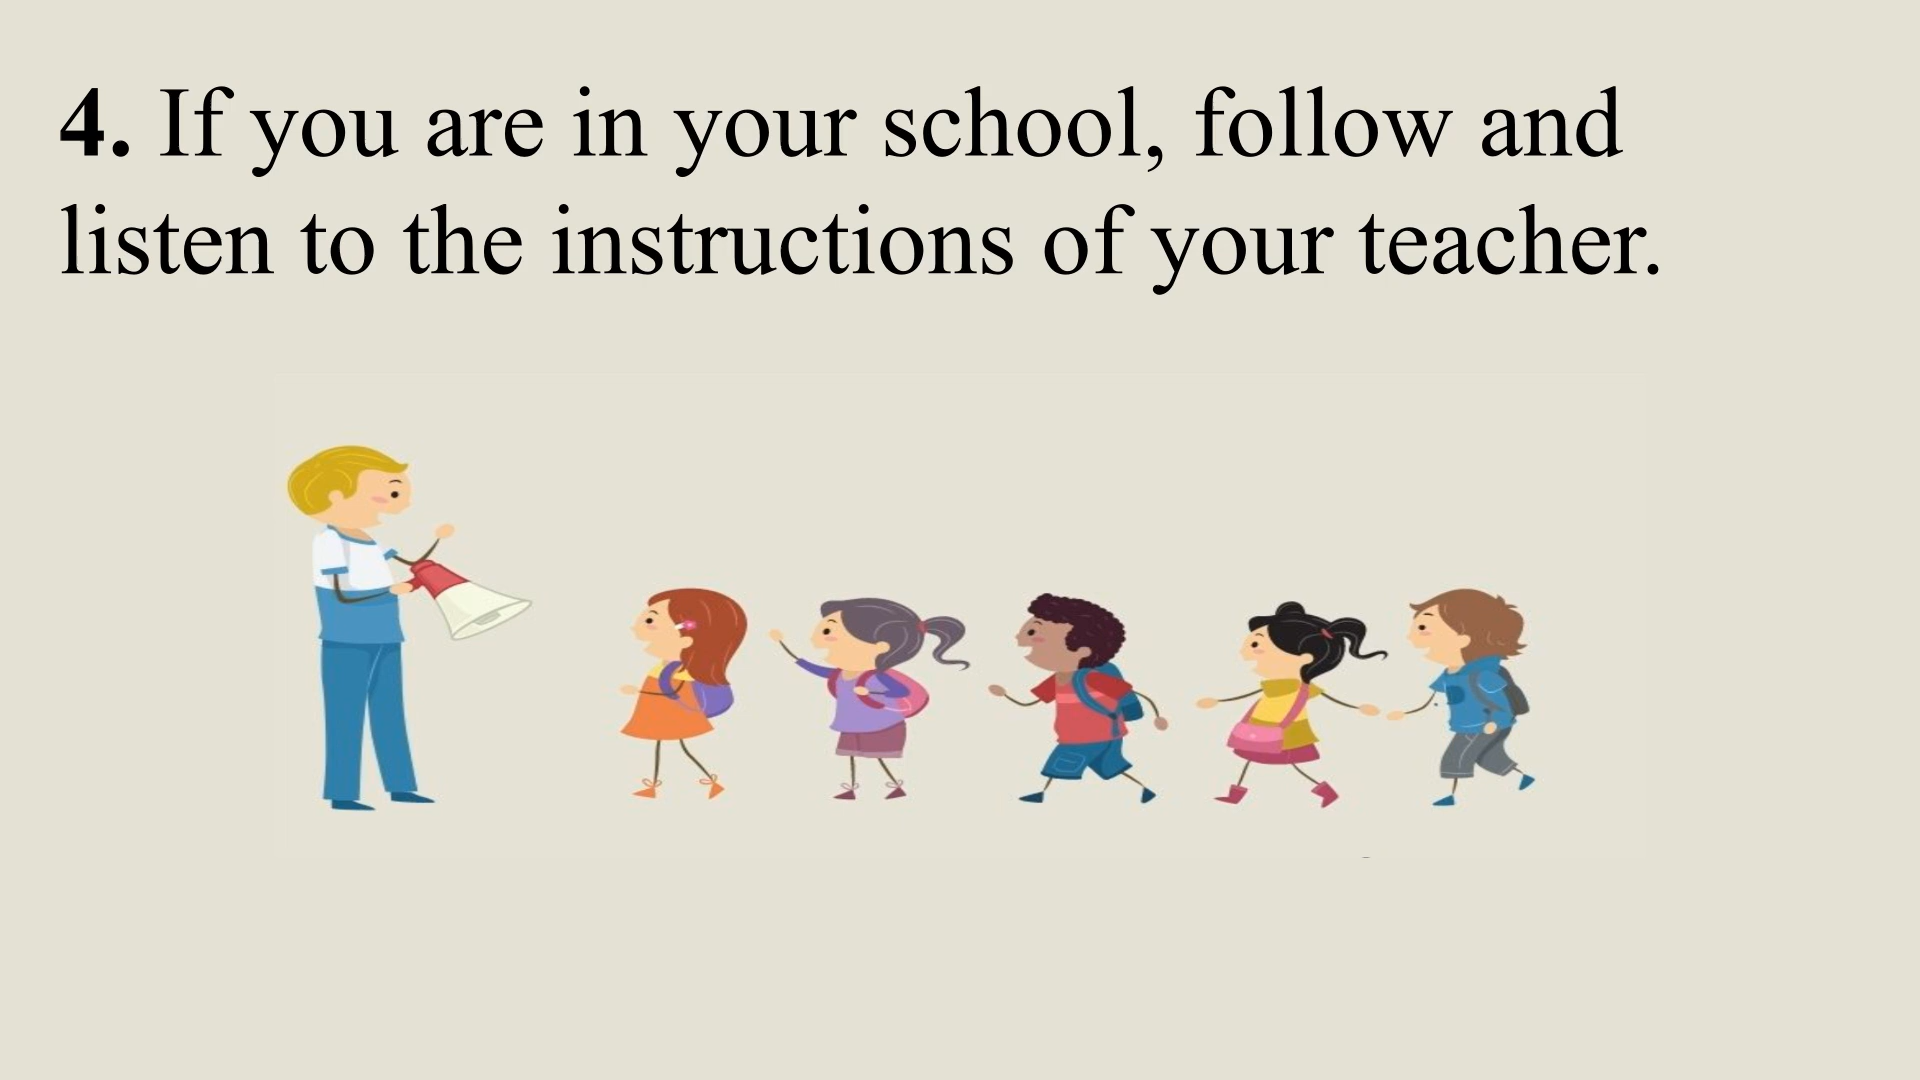 4. If you are in your school, follow and
listen to the instructions of your teacher.